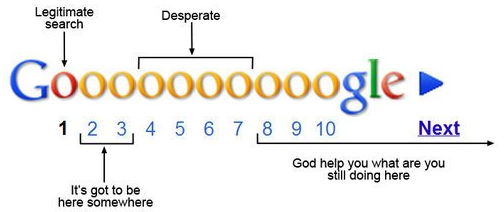 Legitimate
search
Desperate
Goooooooooogle
1 2 3 4 5 6 7 8 9 10 Next
It's got to be
here somewhere
God help you what are you
still doing here